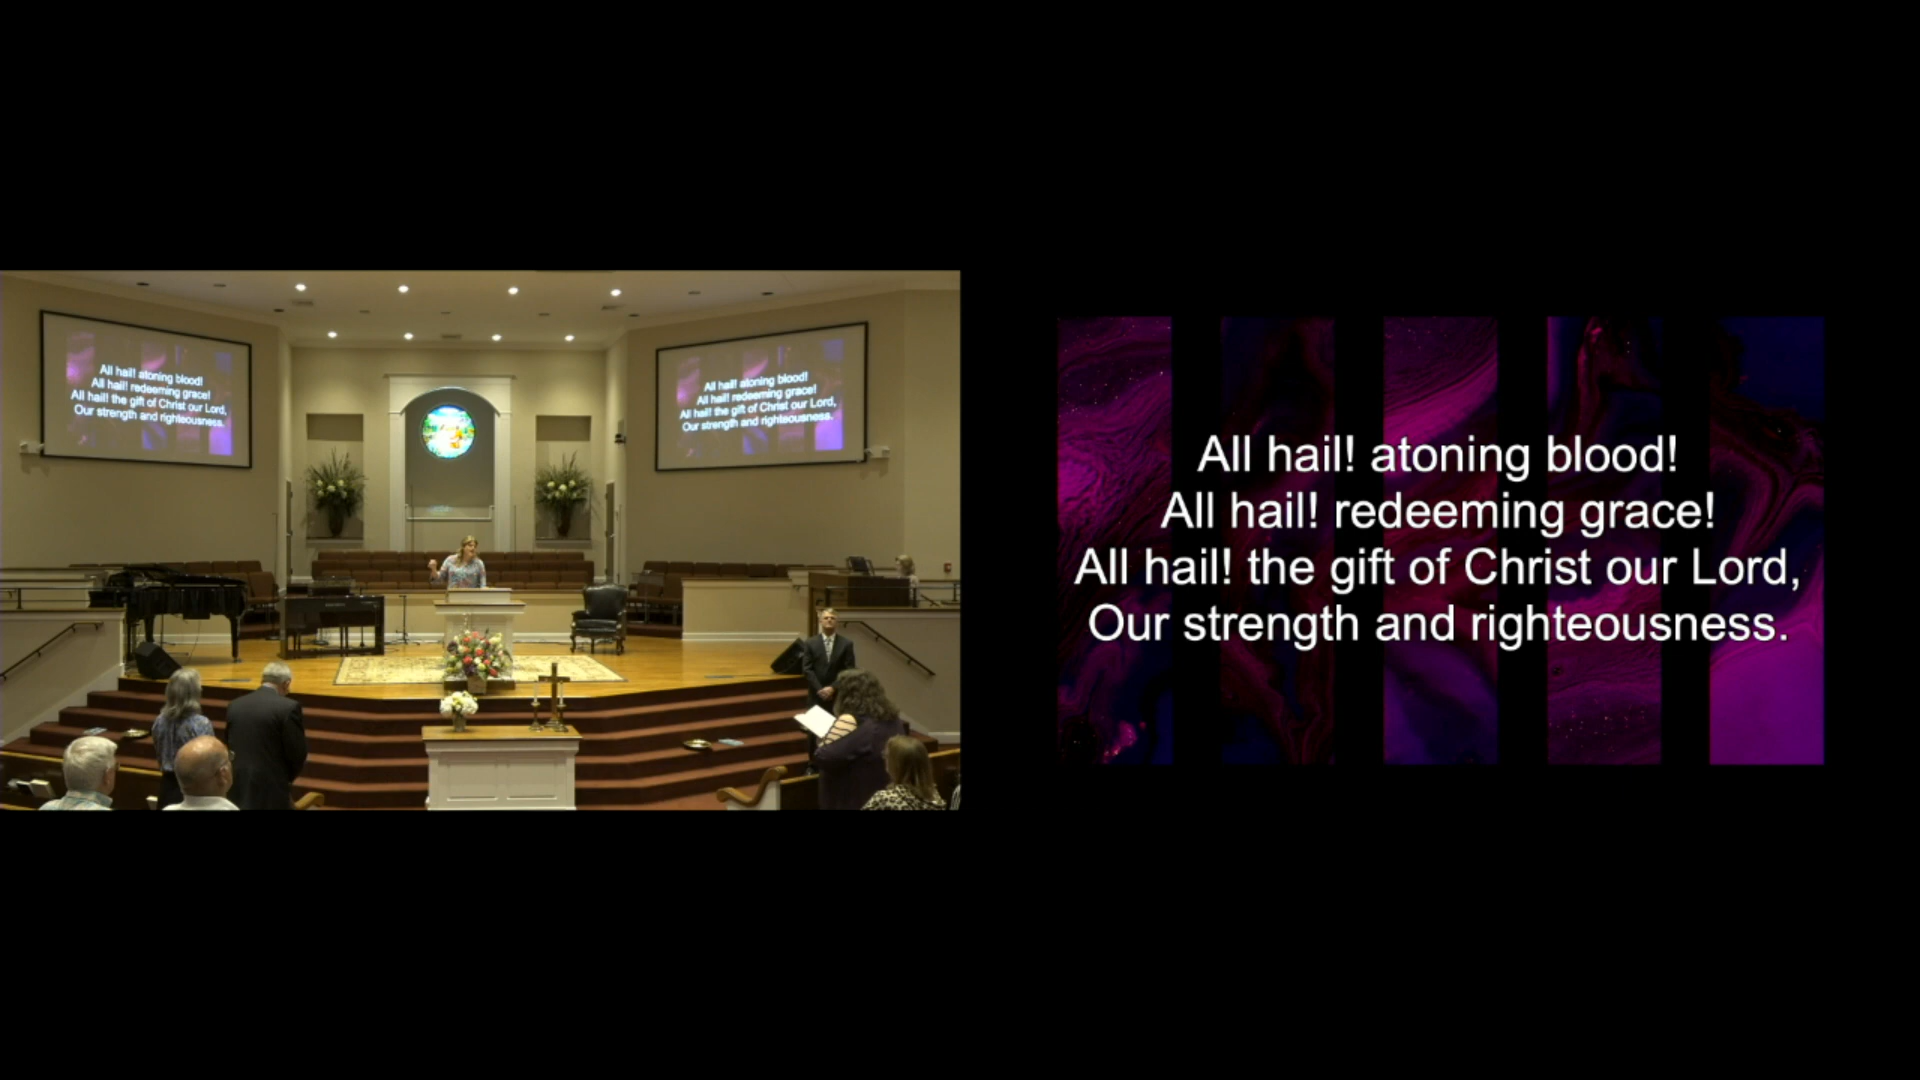 All hail! atoning blood!
All hail! redeeming grace!
All hail! the gift of Christ our Lord,
Our strength and righteousness.
All hail! atoning blood!
All hail! redeeming grace!
All hail! the gift of Christ our Lord,
Our strength and righteousness.
All hail! atoning blood!
All hail! redeeming grace!
All hail! the gift of Christ our Lord,
Our strength and righteousness.